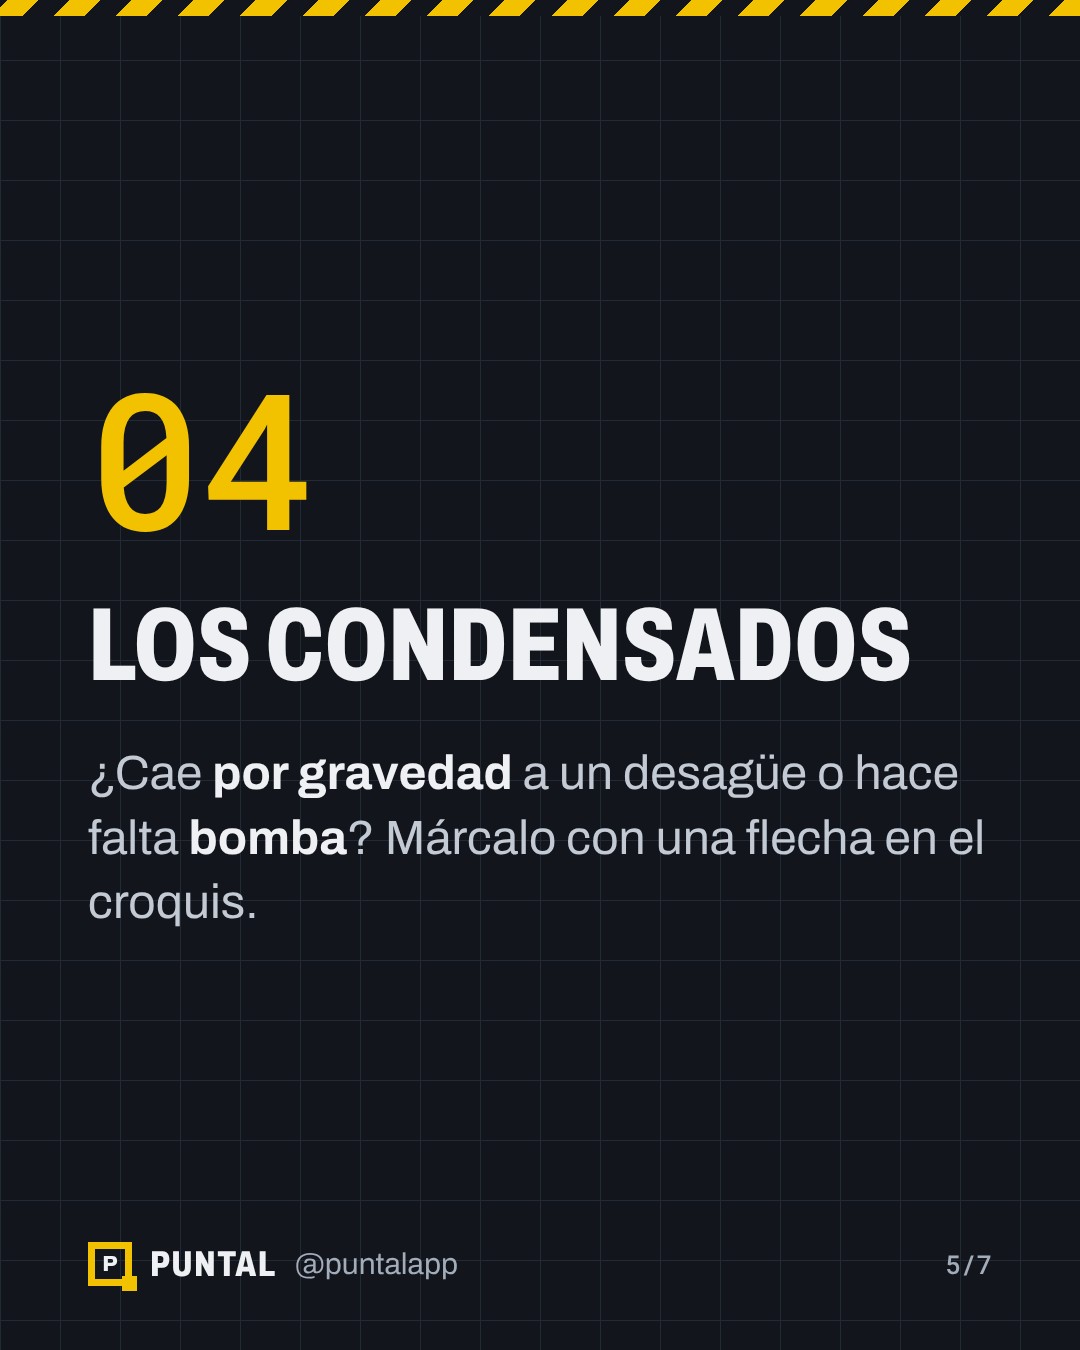 04
LOS CONDENSADOS
¿Cae por gravedad a un desagüe o hace
falta bomba? Márcalo con una flecha en el
croquis.
P PUNTAL @puntalapp 5/7